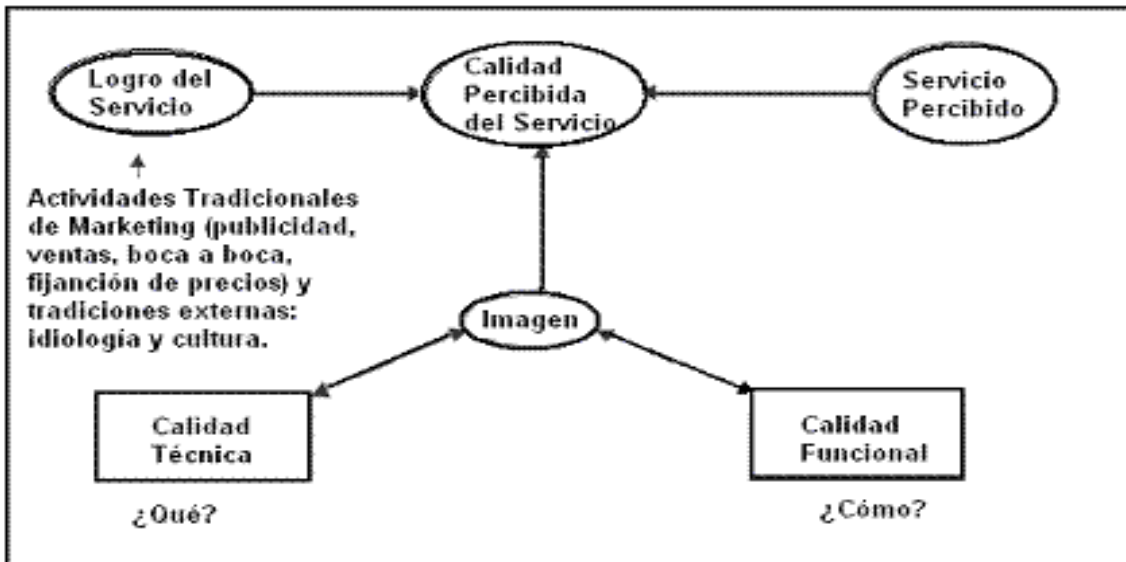 Logro del
Servicio
Calidad
Percibida
del Servicio
Servicio
Percibido
Actividades Tradicionales
de Marketing (publicidad,
ventas, boca a boca,
fijanción de precios) y
tradiciones externas:
idiología y cultura.
Imagen
Calidad
Técnica
¿Qué?
Calidad
Funcional
¿Cómo?